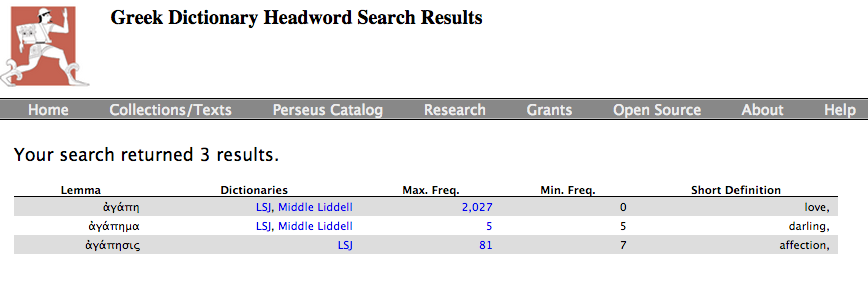 Greek Dictionary Headword Search Results
Home Collections/Texts Perseus Catalog Research Grants Open Source About Help
Your search returned 3 results.
Lemma Dictionaries Max. Freq. Min. Freq. Short Definition
ἀγάπη LSJ, Middle Liddell 2,027 0 love,
ἀγάπημα LSJ, Middle Liddell 5 5 darling,
ἀγάπησις LSJ 81 7 affection,